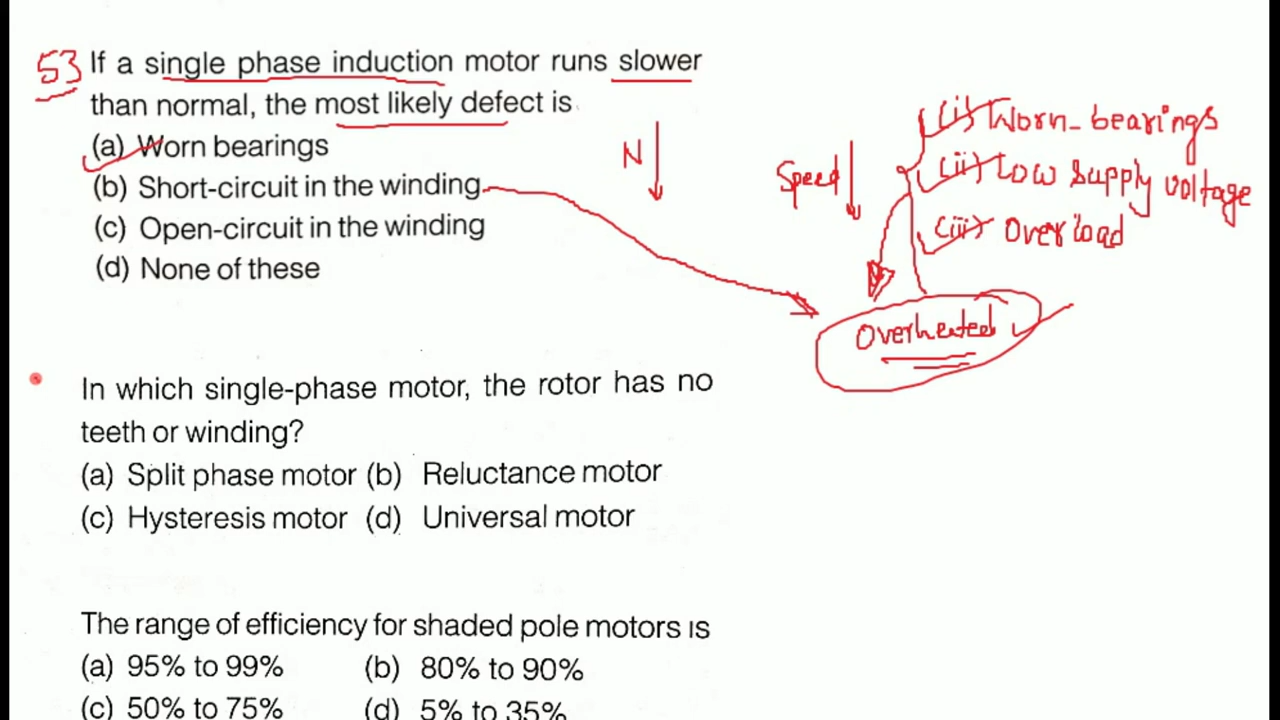 53 If a single phase induction motor runs slower
than normal, the most likely defect is
(a) Worn bearings
(b) Short-circuit in the winding
(c) Open-circuit in the winding
(d) None of these
N
Speed
(i) Worn-bearings
(ii) Low supply voltage
(iii) Overload
Overheated
In which single-phase motor, the rotor has no
teeth or winding?
(a) Split phase motor (b) Reluctance motor
(c) Hysteresis motor (d) Universal motor
The range of efficiency for shaded pole motors is
(a) 95% to 99% (b) 80% to 90%
(c) 50% to 75% (d) 5% to 35%